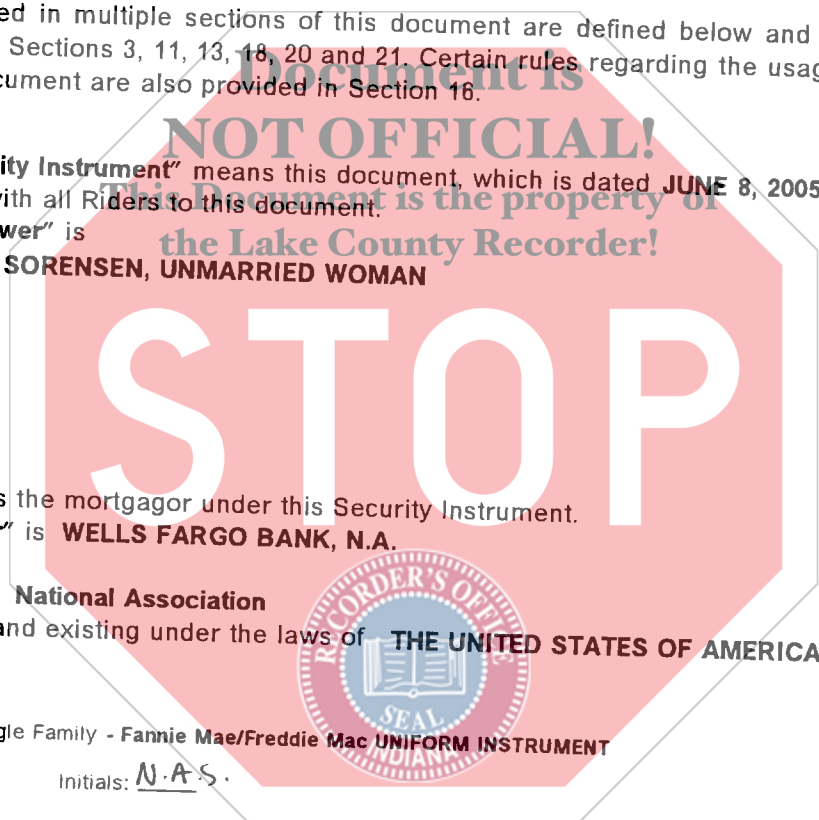 ed in multiple sections of this document are defined below and
Sections 3, 11, 13, 18, 20 and 21. Certain rules regarding the usag
cument are also provided in Section 16.
Document is
NOT OFFICIAL!
This Document is the property of
the Lake County Recorder!
ity Instrument" means this document, which is dated JUNE 8, 2005
vith all Riders to this document.
wer" is
SORENSEN, UNMARRIED WOMAN
STOP
s the mortgagor under this Security Instrument.
" is WELLS FARGO BANK, N.A.
National Association
and existing under the laws of THE UNITED STATES OF AMERICA
RECORDER'S OFFICE
SEAL
INDIANA
gle Family - Fannie Mae/Freddie Mac UNIFORM INSTRUMENT
Initials: N.A.S.